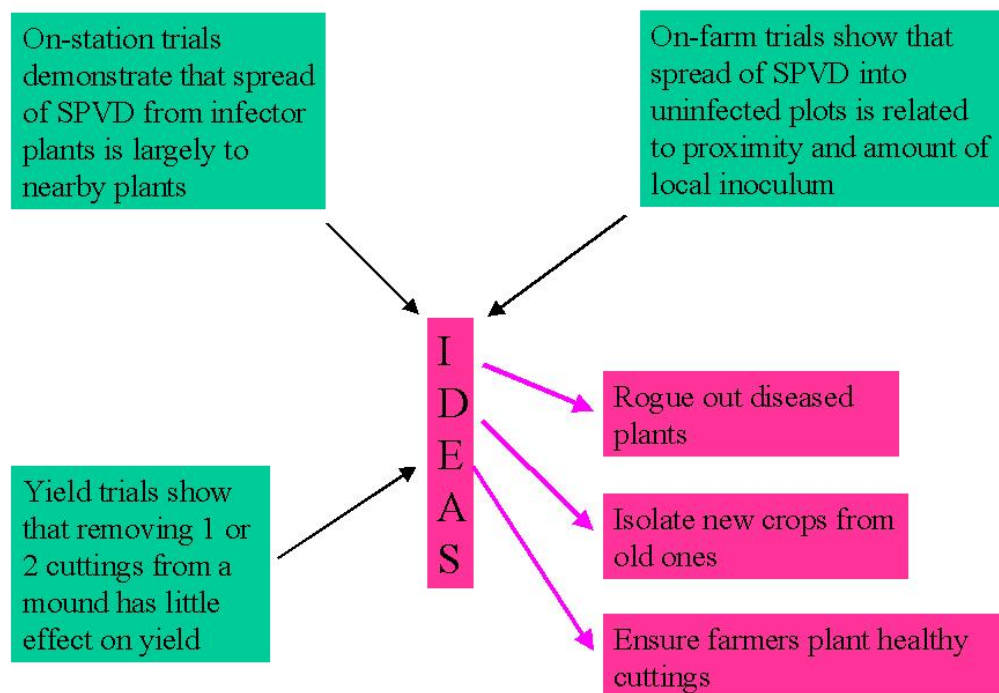 On-station trials
demonstrate that spread
of SPVD from infector
plants is largely to
nearby plants
On-farm trials show that
spread of SPVD into
uninfected plots is related
to proximity and amount of
local inoculum
I
D
E
A
S
Rogue out diseased
plants
Yield trials show
that removing 1 or
2 cuttings from a
mound has little
effect on yield
Isolate new crops from
old ones
Ensure farmers plant healthy
cuttings